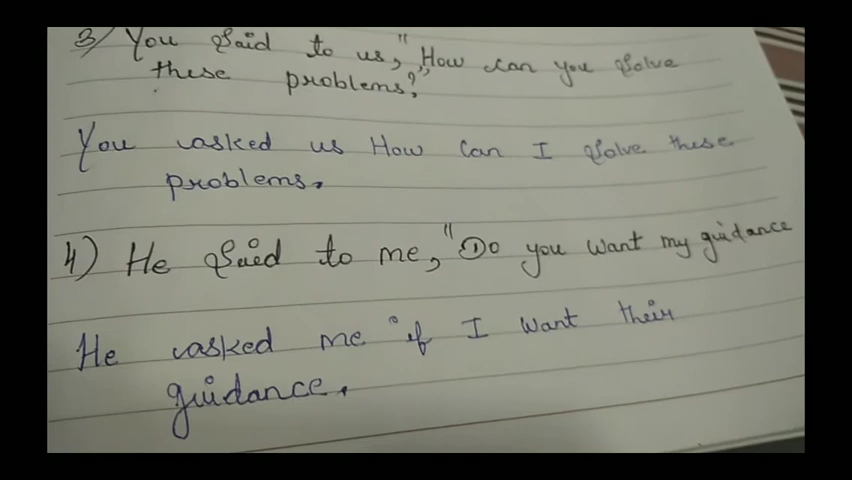 3) You Said to us, "How can you Solve
these problems?"
You asked us How Can I Solve these
problems.
4) He Said to me, "Do you want my guidance
He asked me if I want their
guidance.